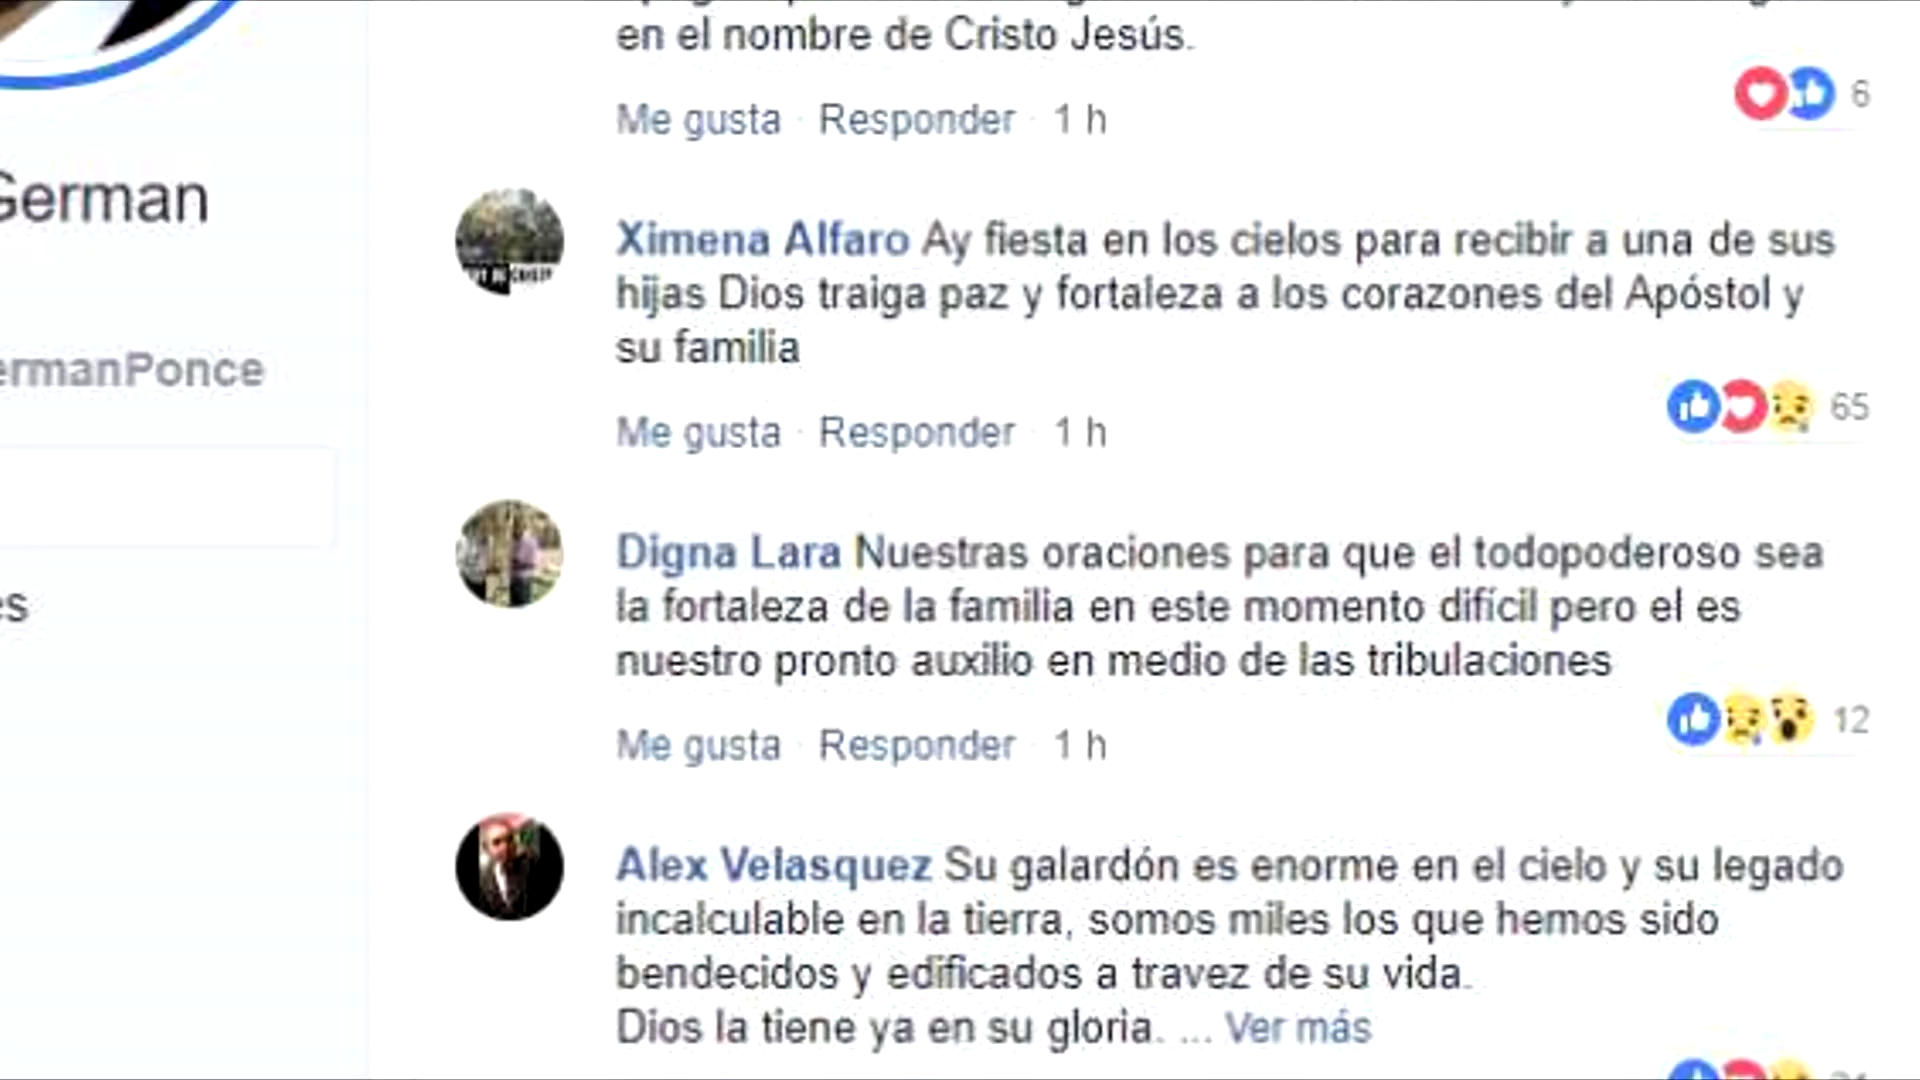 en el nombre de Cristo Jesús.
6
Me gusta · Responder · 1 h
German
ermanPonce
es
Ximena Alfaro Ay fiesta en los cielos para recibir a una de sus
hijas Dios traiga paz y fortaleza a los corazones del Apóstol y
su familia
65
Me gusta · Responder · 1 h
Digna Lara Nuestras oraciones para que el todopoderoso sea
la fortaleza de la familia en este momento difícil pero el es
nuestro pronto auxilio en medio de las tribulaciones
12
Me gusta · Responder · 1 h
Alex Velasquez Su galardón es enorme en el cielo y su legado
incalculable en la tierra, somos miles los que hemos sido
bendecidos y edificados a travez de su vida.
Dios la tiene ya en su gloria. ... Ver más